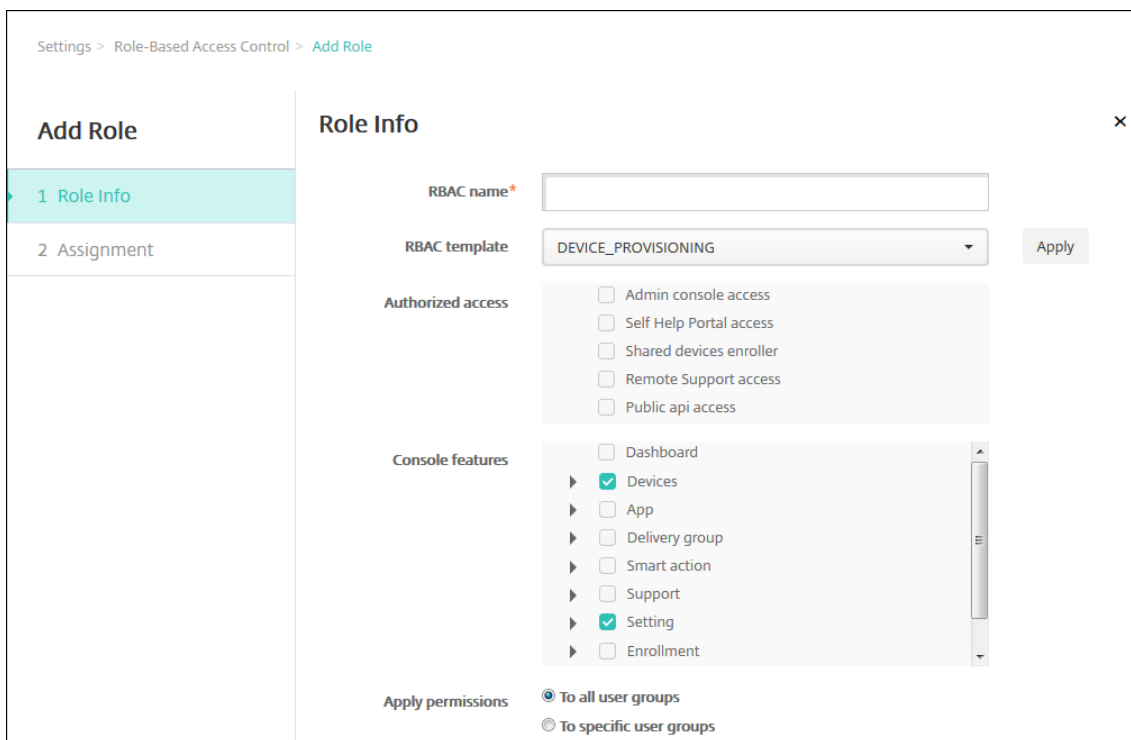 Settings > Role-Based Access Control > Add Role
Add Role
1 Role Info
2 Assignment
Role Info
×
RBAC name*
RBAC template
DEVICE_PROVISIONING
Apply
Authorized access
Admin console access
Self Help Portal access
Shared devices enroller
Remote Support access
Public api access
Console features
Dashboard
Devices
App
Delivery group
Smart action
Support
Setting
Enrollment
Apply permissions
To all user groups
To specific user groups